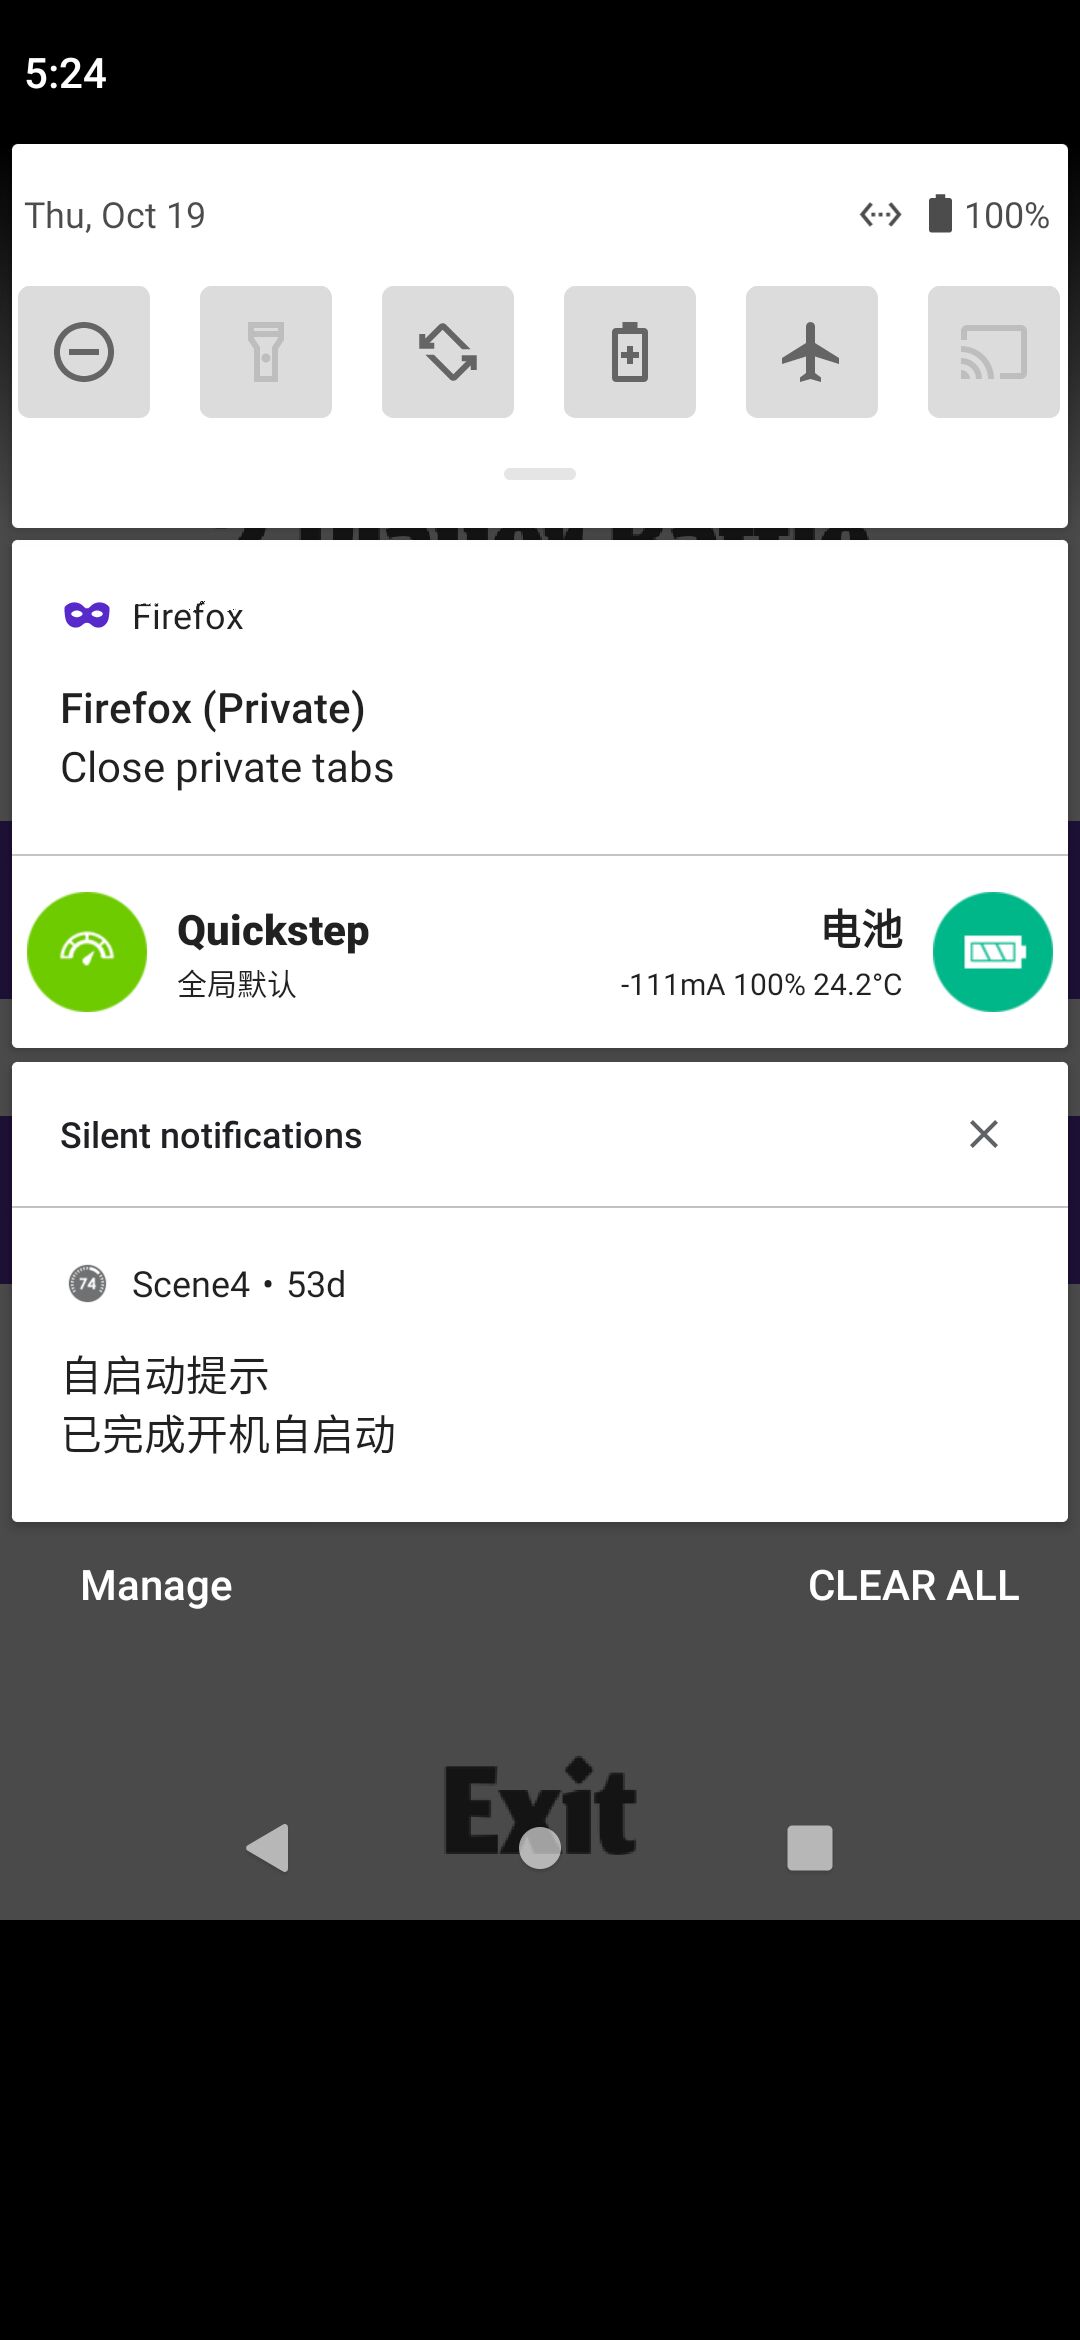 5:24
Thu, Oct 19
100%
Firefox
Firefox (Private)
Close private tabs
Quickstep
全局默认
电池
-111mA 100% 24.2°C
Silent notifications
74
Scene4 • 53d
自启动提示
已完成开机自启动
Manage
CLEAR ALL
Exit